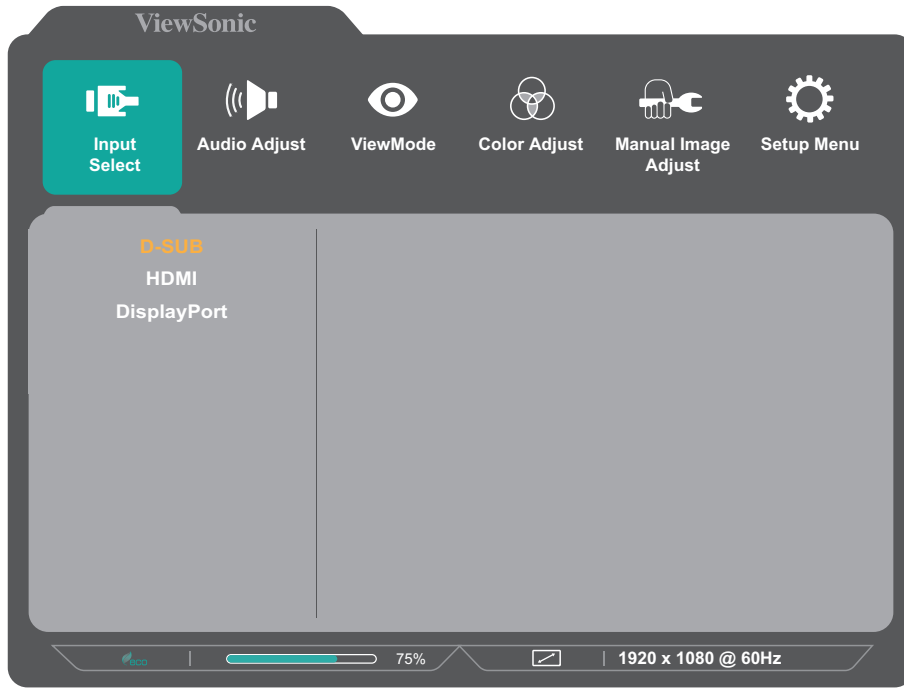 ViewSonic
Input
Select
Audio Adjust
ViewMode
Color Adjust
Manual Image
Adjust
Setup Menu
D-SUB
HDMI
DisplayPort
eco
75%
1920 x 1080 @ 60Hz